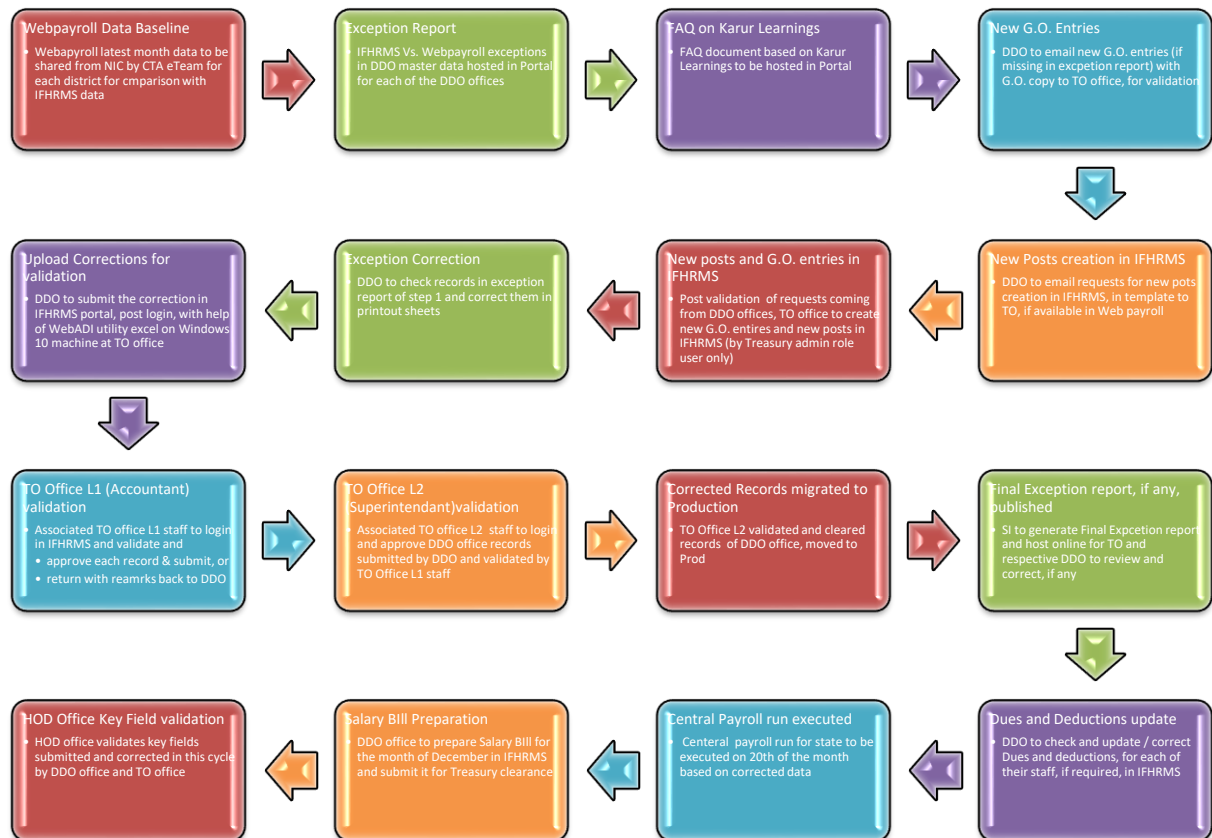 Webpayroll Data Baseline
• Webapayroll latest month data to be
shared from NIC by CTA eTeam for
each district for cmparison with
IFHRMS data
Exception Report
• IFHRMS Vs. Webpayroll exceptions
in DDO master data hosted in Portal
for each of the DDO offices
FAQ on Karur Learnings
• FAQ document based on Karur
Learnings to be hosted in Portal
New G.O. Entries
• DDO to email new G.O. entries (if
missing in excpetion report) with
G.O. copy to TO office, for validation
New Posts creation in IFHRMS
• DDO to email requests for new pots
creation in IFHRMS, in template to
TO, if available in Web payroll
New posts and G.O. entries in
IFHRMS
• Post validation of requests coming
from DDO offices, TO office to create
new G.O. entires and new posts in
IFHRMS (by Treasury admin role
user only)
Exception Correction
• DDO to check records in exception
report of step 1 and correct them in
printout sheets
Upload Corrections for
validation
• DDO to submit the correction in
IFHRMS portal, post login, with help
of WebADI utility excel on Windows
10 machine at TO office
TO Office L1 (Accountant)
validation
• Associated TO office L1 staff to login
in IFHRMS and validate and
• approve each record & submit, or
• return with reamrks back to DDO
TO Office L2
(Superintendant)validation
• Associated TO office L2 staff to login
and approve DDO office records
submitted by DDO and validated by
TO Office L1 staff
Corrected Records migrated to
Production
• TO Office L2 validated and cleared
records of DDO office, moved to
Prod
Final Exception report, if any,
published
• SI to generate Final Expcetion report
and host online for TO and
respective DDO to review and
correct, if any
Dues and Deductions update
• DDO to check and update / correct
Dues and deductions, for each of
their staff, if required, in IFHRMS
Central Payroll run executed
• Centeral payroll run for state to be
executed on 20th of the month
based on corrected data
Salary BIll Preparation
• DDO office to prepare Salary BIll for
the month of December in IFHRMS
and submit it for Treasury clearance
HOD Office Key Field validation
• HOD office validates key fields
submitted and corrected in this cycle
by DDO office and TO office